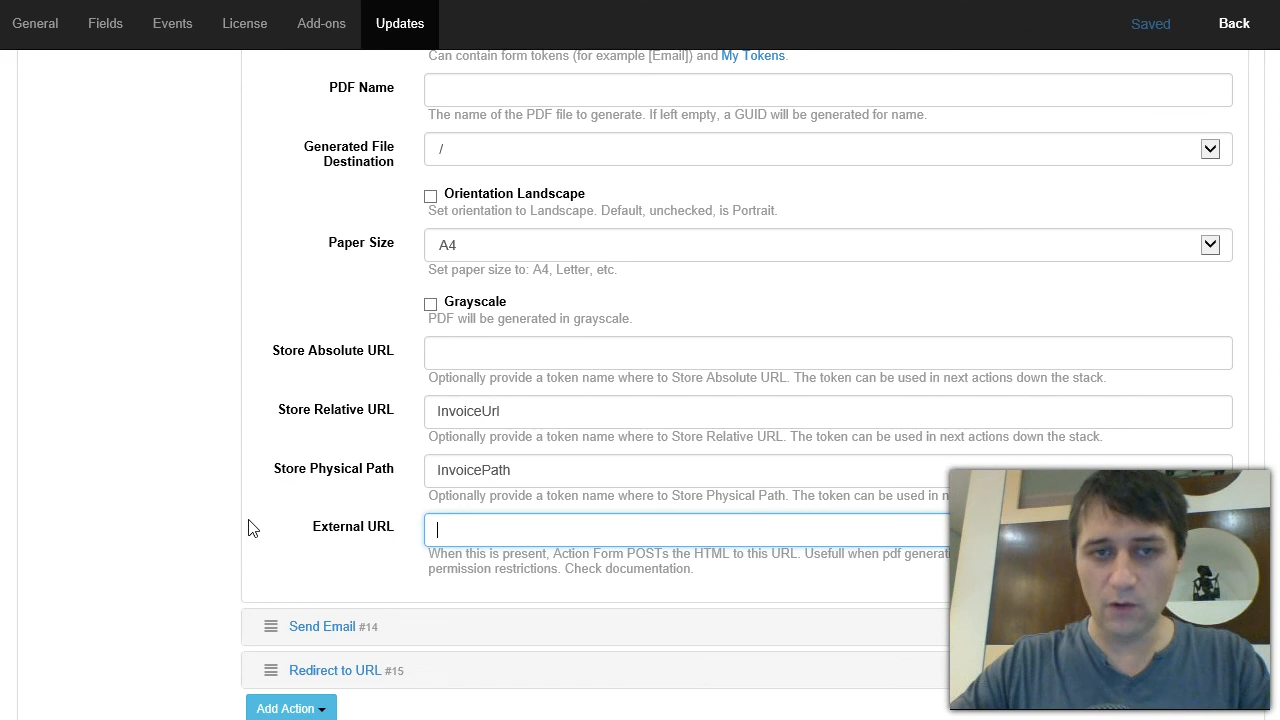 General Fields Events License Add-ons Updates Saved Back
Can contain form tokens (for example [Email]) and My Tokens.
PDF Name
The name of the PDF file to generate. If left empty, a GUID will be generated for name.
Generated File
Destination
/
Orientation Landscape
Set orientation to Landscape. Default, unchecked, is Portrait.
Paper Size
A4
Set paper size to: A4, Letter, etc.
Grayscale
PDF will be generated in grayscale.
Store Absolute URL
Optionally provide a token name where to Store Absolute URL. The token can be used in next actions down the stack.
Store Relative URL
InvoiceUrl
Optionally provide a token name where to Store Relative URL. The token can be used in next actions down the stack.
Store Physical Path
InvoicePath
Optionally provide a token name where to Store Physical Path. The token can be used in
External URL
When this is present, Action Form POSTs the HTML to this URL. Usefull when pdf
permission restrictions. Check documentation.
Send Email #14
Redirect to URL #15
Add Action